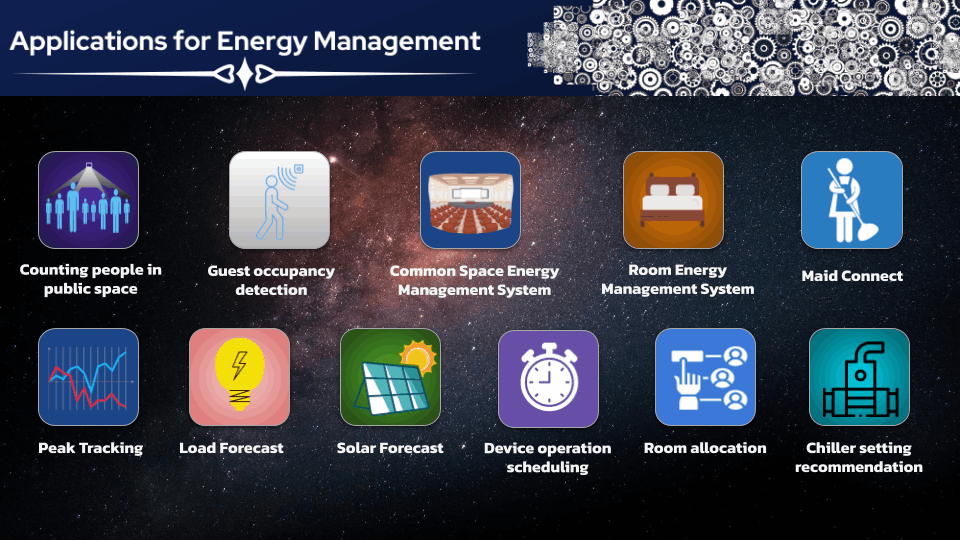 Applications for Energy Management
Counting people in
public space
Guest occupancy
detection
Common Space Energy
Management System
Room Energy
Management System
Maid Connect
Peak Tracking
Load Forecast
Solar Forecast
Device operation
scheduling
Room allocation
Chiller setting
recommendation